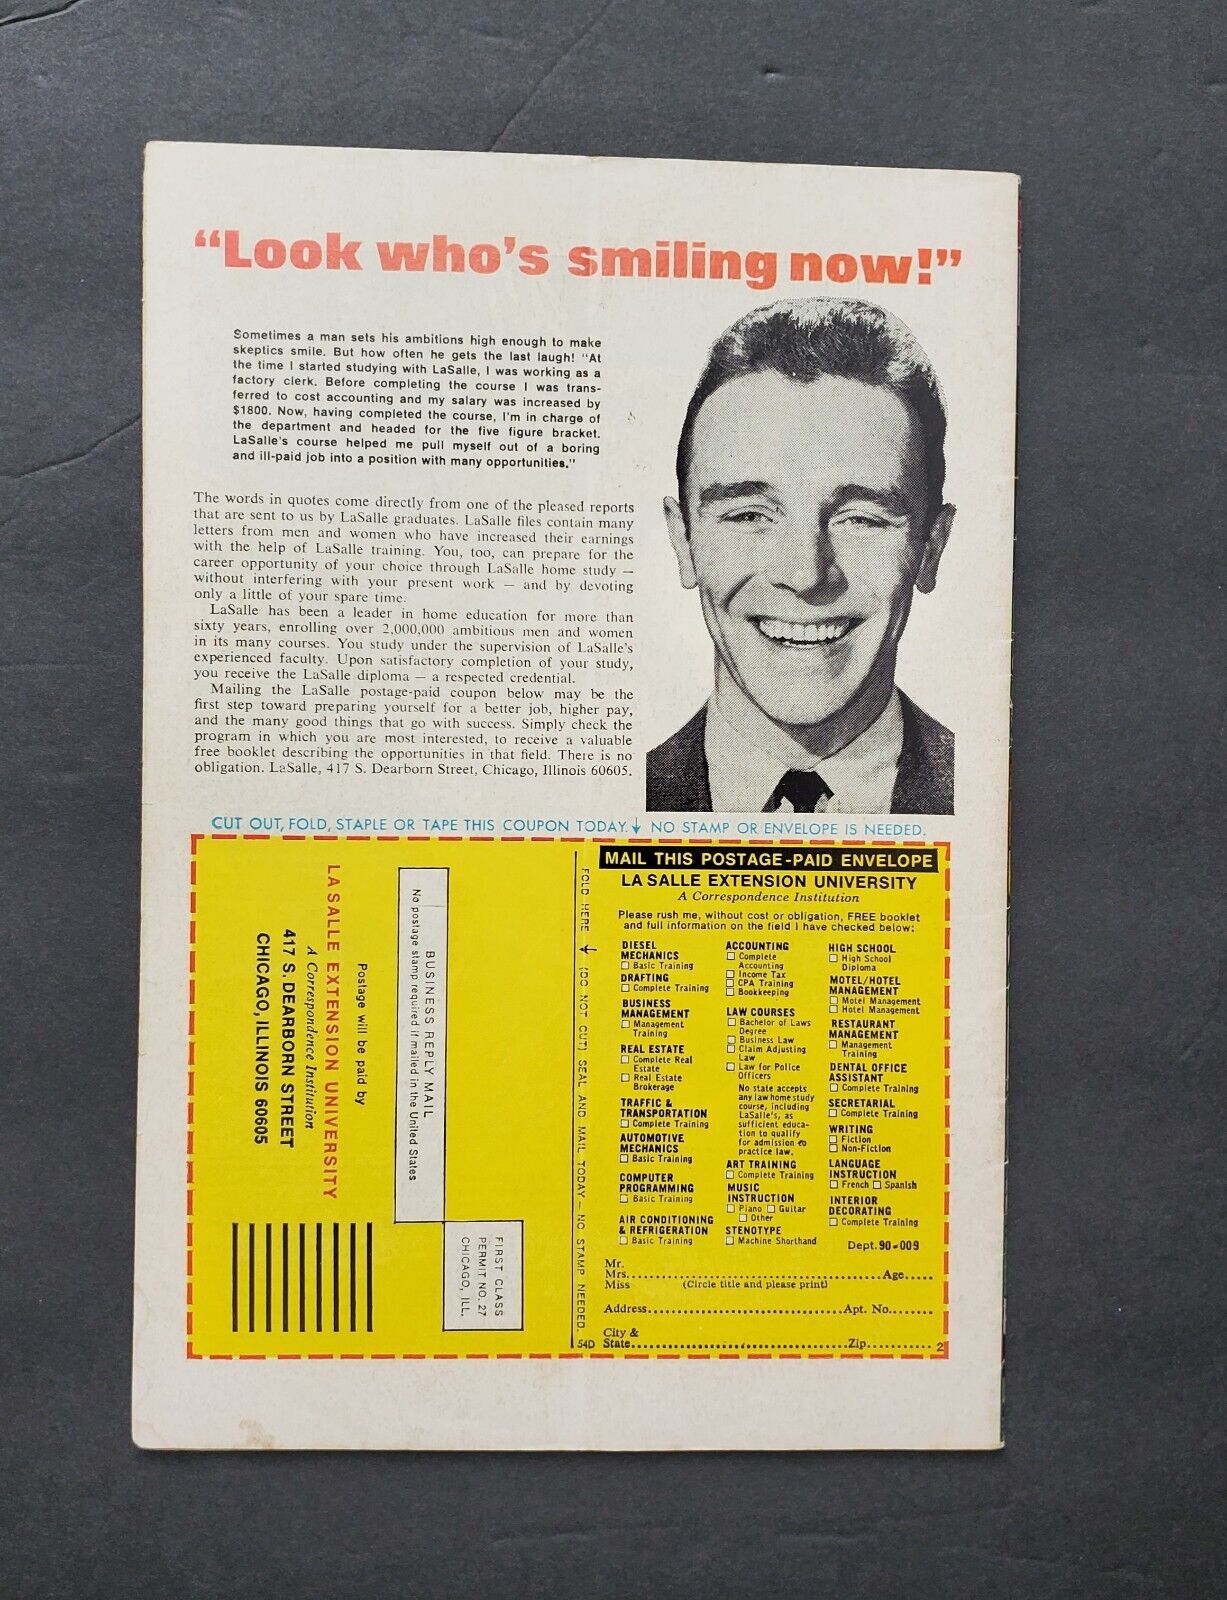 “Look who’s smiling now!”
Sometimes a man sets his ambitions high enough to make
skeptics smile. But how often he gets the last laugh! "At
the time I started studying with LaSalle, I was working as a
factory clerk. Before completing the course I was trans-
ferred to cost accounting and my salary was increased by
$1800. Now, having completed the course, I'm in charge of
the department and headed for the five figure bracket.
LaSalle's course helped me pull myself out of a boring
and ill-paid job into a position with many opportunities."
The words in quotes come directly from one of the pleased reports
that are sent to us by LaSalle graduates. LaSalle files contain many
letters from men and women who have increased their earnings
with the help of LaSalle training. You, too, can prepare for the
career opportunity of your choice through LaSalle home study —
without interfering with your present work — and by devoting
only a little of your spare time.
LaSalle has been a leader in home education for more than
sixty years, enrolling over 2,000,000 ambitious men and women
in its many courses. You study under the supervision of LaSalle's
experienced faculty. Upon satisfactory completion of your study,
you receive the LaSalle diploma — a respected credential.
Mailing the LaSalle postage-paid coupon below may be the
first step toward preparing yourself for a better job, higher pay,
and the many good things that go with success. Simply check the
program in which you are most interested, to receive a valuable
free booklet describing the opportunities in that field. There is no
obligation. LaSalle, 417 S. Dearborn Street, Chicago, Illinois 60605.
CUT OUT, FOLD, STAPLE OR TAPE THIS COUPON TODAY. ↓ NO STAMP OR ENVELOPE IS NEEDED.
FIRST CLASS
PERMIT NO. 27
CHICAGO, ILL.
BUSINESS REPLY MAIL
No postage stamp required if mailed in the United States
Postage will be paid by
LA SALLE EXTENSION UNIVERSITY
A Correspondence Institution
417 S. DEARBORN STREET
CHICAGO, ILLINOIS 60605
FOLD HERE ↓ (DO NOT CUT) SEAL AND MAIL TODAY — NO STAMP NEEDED.
54D
MAIL THIS POSTAGE-PAID ENVELOPE
LA SALLE EXTENSION UNIVERSITY
A Correspondence Institution
Please rush me, without cost or obligation, FREE booklet
and full information on the field I have checked below:
DIESEL
MECHANICS
☐ Basic Training
DRAFTING
☐ Complete Training
BUSINESS
MANAGEMENT
☐ Management
Training
REAL ESTATE
☐ Complete Real
Estate
☐ Real Estate
Brokerage
TRAFFIC &
TRANSPORTATION
☐ Complete Training
AUTOMOTIVE
MECHANICS
☐ Basic Training
COMPUTER
PROGRAMMING
☐ Basic Training
AIR CONDITIONING
& REFRIGERATION
☐ Basic Training
ACCOUNTING
☐ Complete
Accounting
☐ Income Tax
☐ CPA Training
☐ Bookkeeping
LAW COURSES
☐ Bachelor of Laws
Degree
☐ Business Law
☐ Claim Adjusting
Law
☐ Law for Police
Officers
No state accepts
any law home study
course, including
LaSalle's, as
sufficient educa-
tion to qualify
for admission to
practice law.
ART TRAINING
☐ Complete Training
MUSIC
INSTRUCTION
☐ Piano ☐ Guitar
☐ Other
STENOTYPE
☐ Machine Shorthand
HIGH SCHOOL
☐ High School
Diploma
MOTEL/HOTEL
MANAGEMENT
☐ Motel Management
☐ Hotel Management
RESTAURANT
MANAGEMENT
☐ Management
Training
DENTAL OFFICE
ASSISTANT
☐ Complete Training
SECRETARIAL
☐ Complete Training
WRITING
☐ Fiction
☐ Non-Fiction
LANGUAGE
INSTRUCTION
☐ French ☐ Spanish
INTERIOR
DECORATING
☐ Complete Training
Dept. 90-009
Mr.
Mrs. Age
Miss (Circle title and please print)
Address Apt. No.
City &
State Zip 2